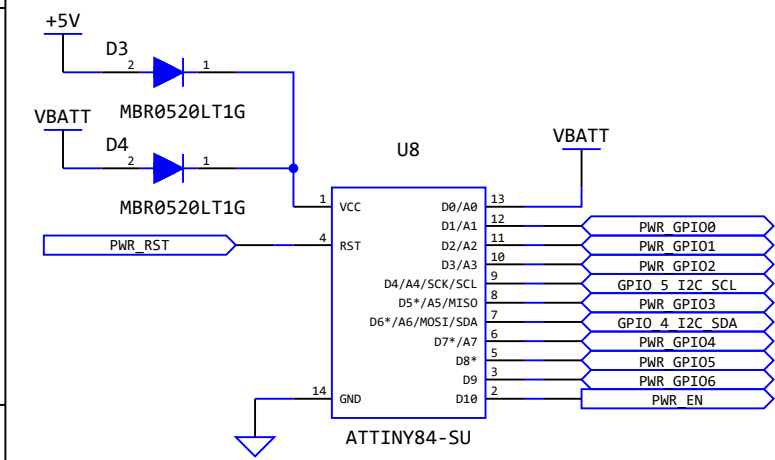 +5V
D3
2 1
MBR0520LT1G
VBATT
D4
2 1
MBR0520LT1G
U8
VBATT
1 VCC
PWR_RST 4 RST
14 GND
D0/A0 13
D1/A1 12 PWR_GPIO0
D2/A2 11 PWR_GPIO1
D3/A3 10 PWR_GPIO2
D4/A4/SCK/SCL 9 GPIO_5_I2C_SCL
D5*/A5/MISO 8 PWR_GPIO3
D6*/A6/MOSI/SDA 7 GPIO_4_I2C_SDA
D7*/A7 6 PWR_GPIO4
D8* 5 PWR_GPIO5
D9 3 PWR_GPIO6
D10 2 PWR_EN
ATTINY84-SU